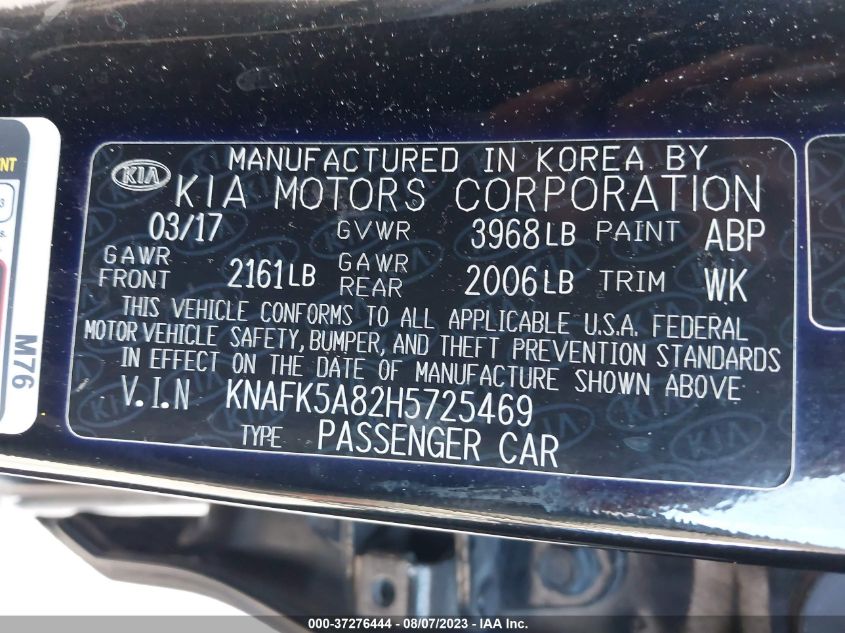 MANUFACTURED IN KOREA BY
KIA KIA MOTORS CORPORATION
03/17 GVWR 3968LB PAINT ABP
GAWR FRONT 2161LB GAWR REAR 2006LB TRIM WK
THIS VEHICLE CONFORMS TO ALL APPLICABLE U.S.A. FEDERAL
MOTOR VEHICLE SAFETY, BUMPER, AND THEFT PREVENTION STANDARDS
IN EFFECT ON THE DATE OF MANUFACTURE SHOWN ABOVE
V.I.N KNAFK5A82H5725469
TYPE PASSENGER CAR
M76
000-37276444 - 08/07/2023 - IAA Inc.